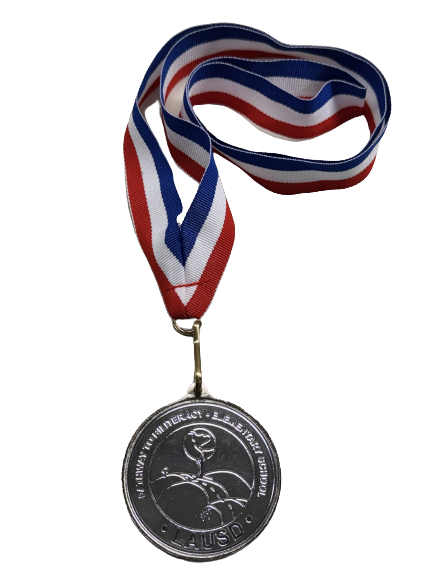 PATHWAY TO BILITERACY • ELEMENTARY SCHOOL
• LAUSD •